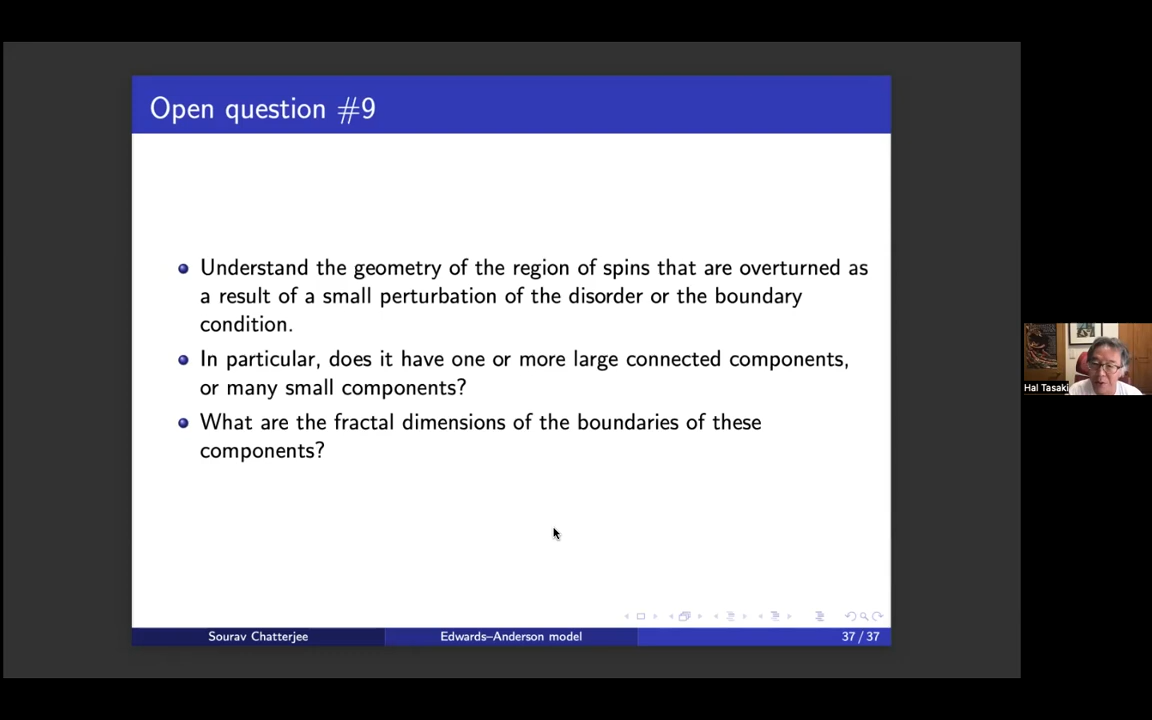 Open question #9
Understand the geometry of the region of spins that are overturned as
a result of a small perturbation of the disorder or the boundary
condition.
In particular, does it have one or more large connected components,
or many small components?
What are the fractal dimensions of the boundaries of these
components?
Sourav Chatterjee
Edwards–Anderson model
37 / 37
Hal Tasaki